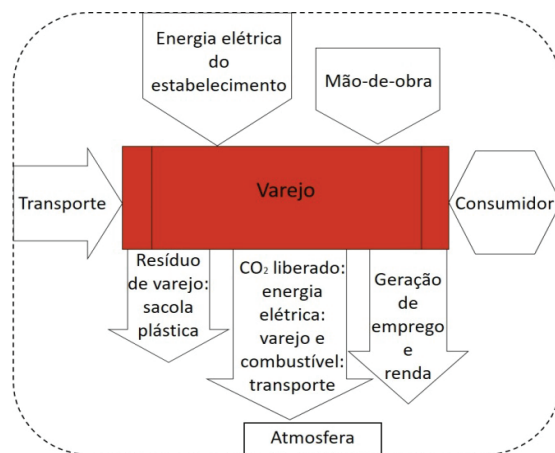 Energia elétrica
do
estabelecimento
Mão-de-obra
Transporte
Varejo
Consumidor
Resíduo
de varejo:
sacola
plástica
CO₂ liberado:
energia
elétrica:
varejo e
combustível:
transporte
Geração
de
emprego
e
renda
Atmosfera